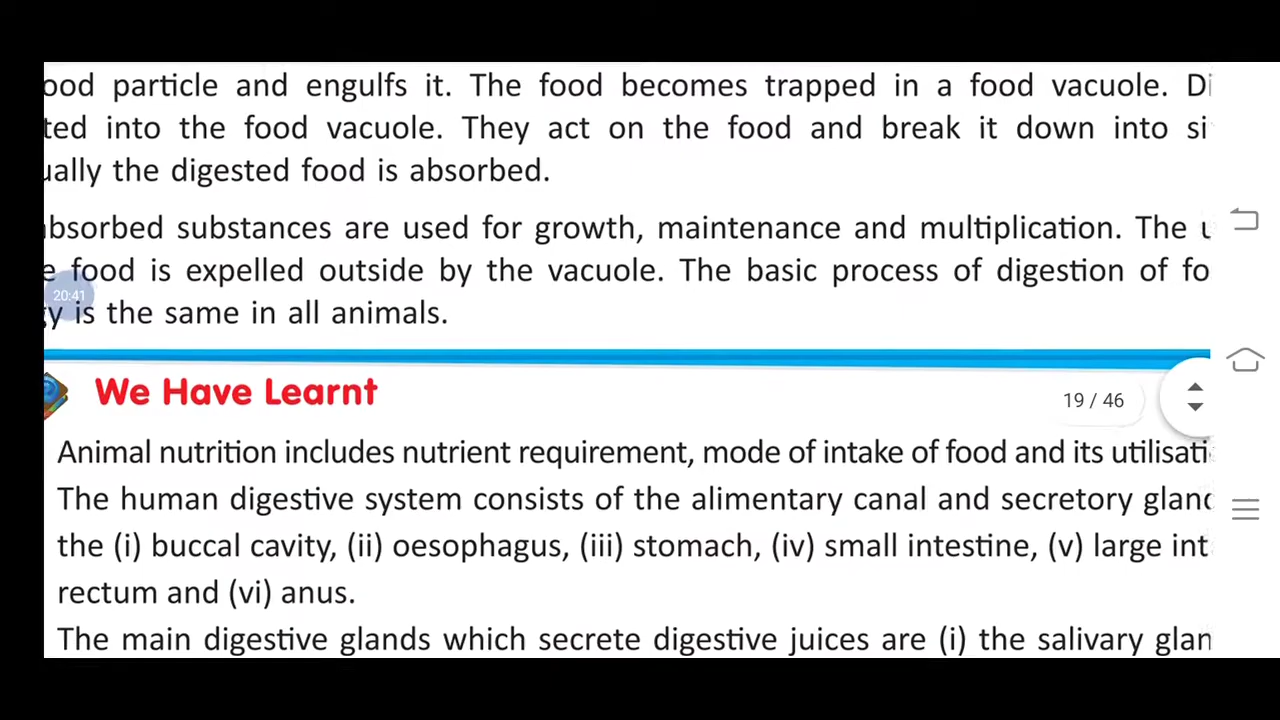 ood particle and engulfs it. The food becomes trapped in a food vacuole. Di
ted into the food vacuole. They act on the food and break it down into si
ually the digested food is absorbed.
absorbed substances are used for growth, maintenance and multiplication. The u
e food is expelled outside by the vacuole. The basic process of digestion of fo
20:41
gy is the same in all animals.
We Have Learnt
19 / 46
Animal nutrition includes nutrient requirement, mode of intake of food and its utilisati
The human digestive system consists of the alimentary canal and secretory gland
the (i) buccal cavity, (ii) oesophagus, (iii) stomach, (iv) small intestine, (v) large int
rectum and (vi) anus.
The main digestive glands which secrete digestive juices are (i) the salivary glan